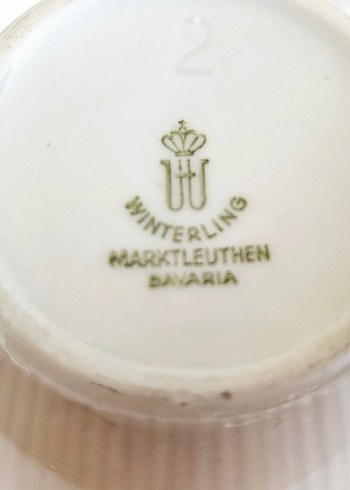 2
WINTERLING
MARKTLEUTHEN
BAVARIA